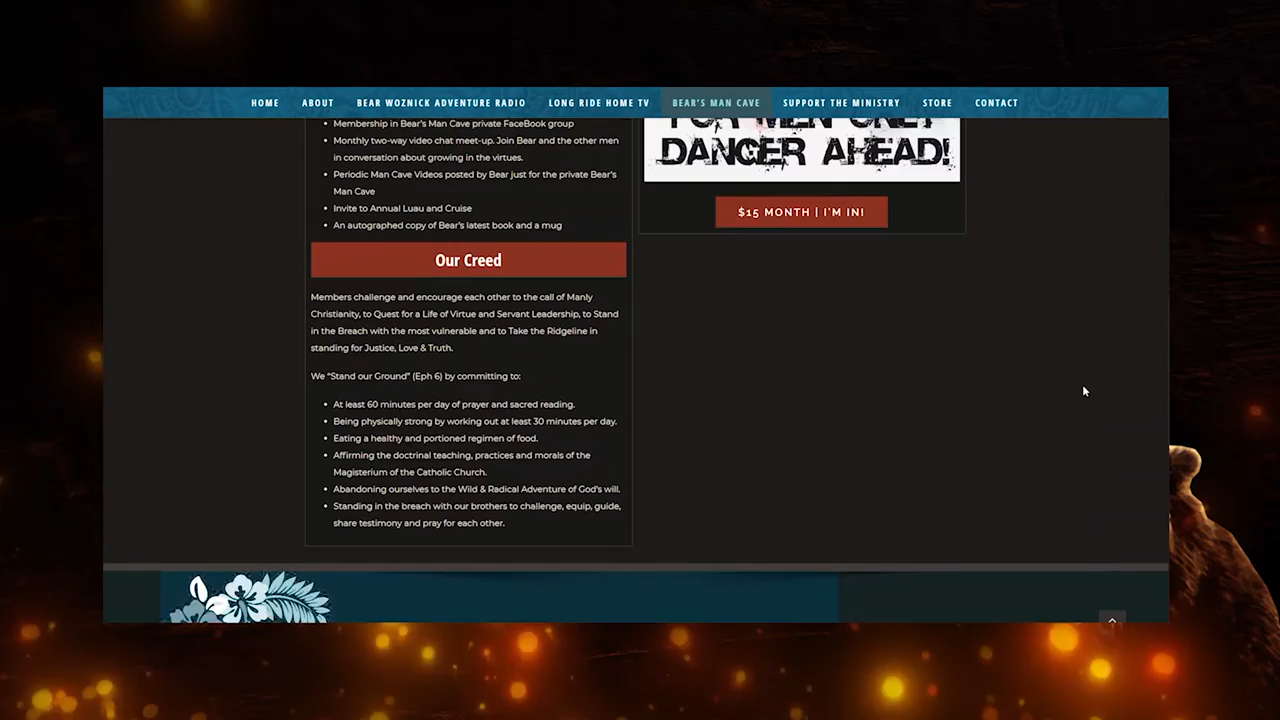 HOME ABOUT BEAR WOZNICK ADVENTURE RADIO LONG RIDE HOME TV BEAR'S MAN CAVE SUPPORT THE MINISTRY STORE CONTACT
• Membership in Bear's Man Cave private FaceBook group
• Monthly two-way video chat meet-up. Join Bear and the other men
in conversation about growing in the virtues.
• Periodic Man Cave Videos posted by Bear just for the private Bear's
Man Cave
• Invite to Annual Luau and Cruise
• An autographed copy of Bear's latest book and a mug
Our Creed
Members challenge and encourage each other to the call of Manly
Christianity, to Quest for a Life of Virtue and Servant Leadership, to Stand
in the Breach with the most vulnerable and to Take the Ridgeline in
standing for Justice, Love & Truth.
We “Stand our Ground” (Eph 6) by committing to:
• At least 60 minutes per day of prayer and sacred reading.
• Being physically strong by working out at least 30 minutes per day.
• Eating a healthy and portioned regimen of food.
• Affirming the doctrinal teaching, practices and morals of the
Magisterium of the Catholic Church.
• Abandoning ourselves to the Wild & Radical Adventure of God's will.
• Standing in the breach with our brothers to challenge, equip, guide,
share testimony and pray for each other.
FOR MEN ONLY
DANGER AHEAD!
$15 MONTH | I'M IN!